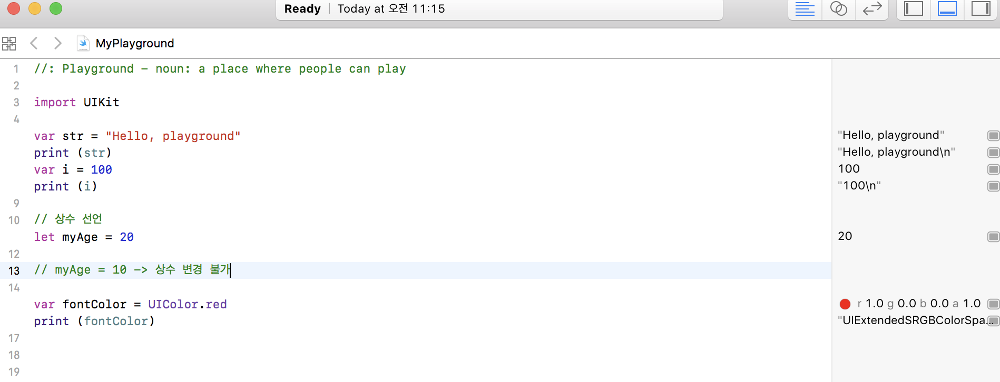 Ready | Today at 오전 11:15
MyPlayground
1 //: Playground - noun: a place where people can play
2
3 import UIKit
4
var str = "Hello, playground" "Hello, playground"
print (str) "Hello, playground\n"
var i = 100 100
print (i) "100\n"
9
10 // 상수 선언
let myAge = 20 20
12
13 // myAge = 10 -> 상수 변경 불가
14
var fontColor = UIColor.red r 1.0 g 0.0 b 0.0 a 1.0
print (fontColor) "UIExtendedSRGBColorSpa...
17
18
19